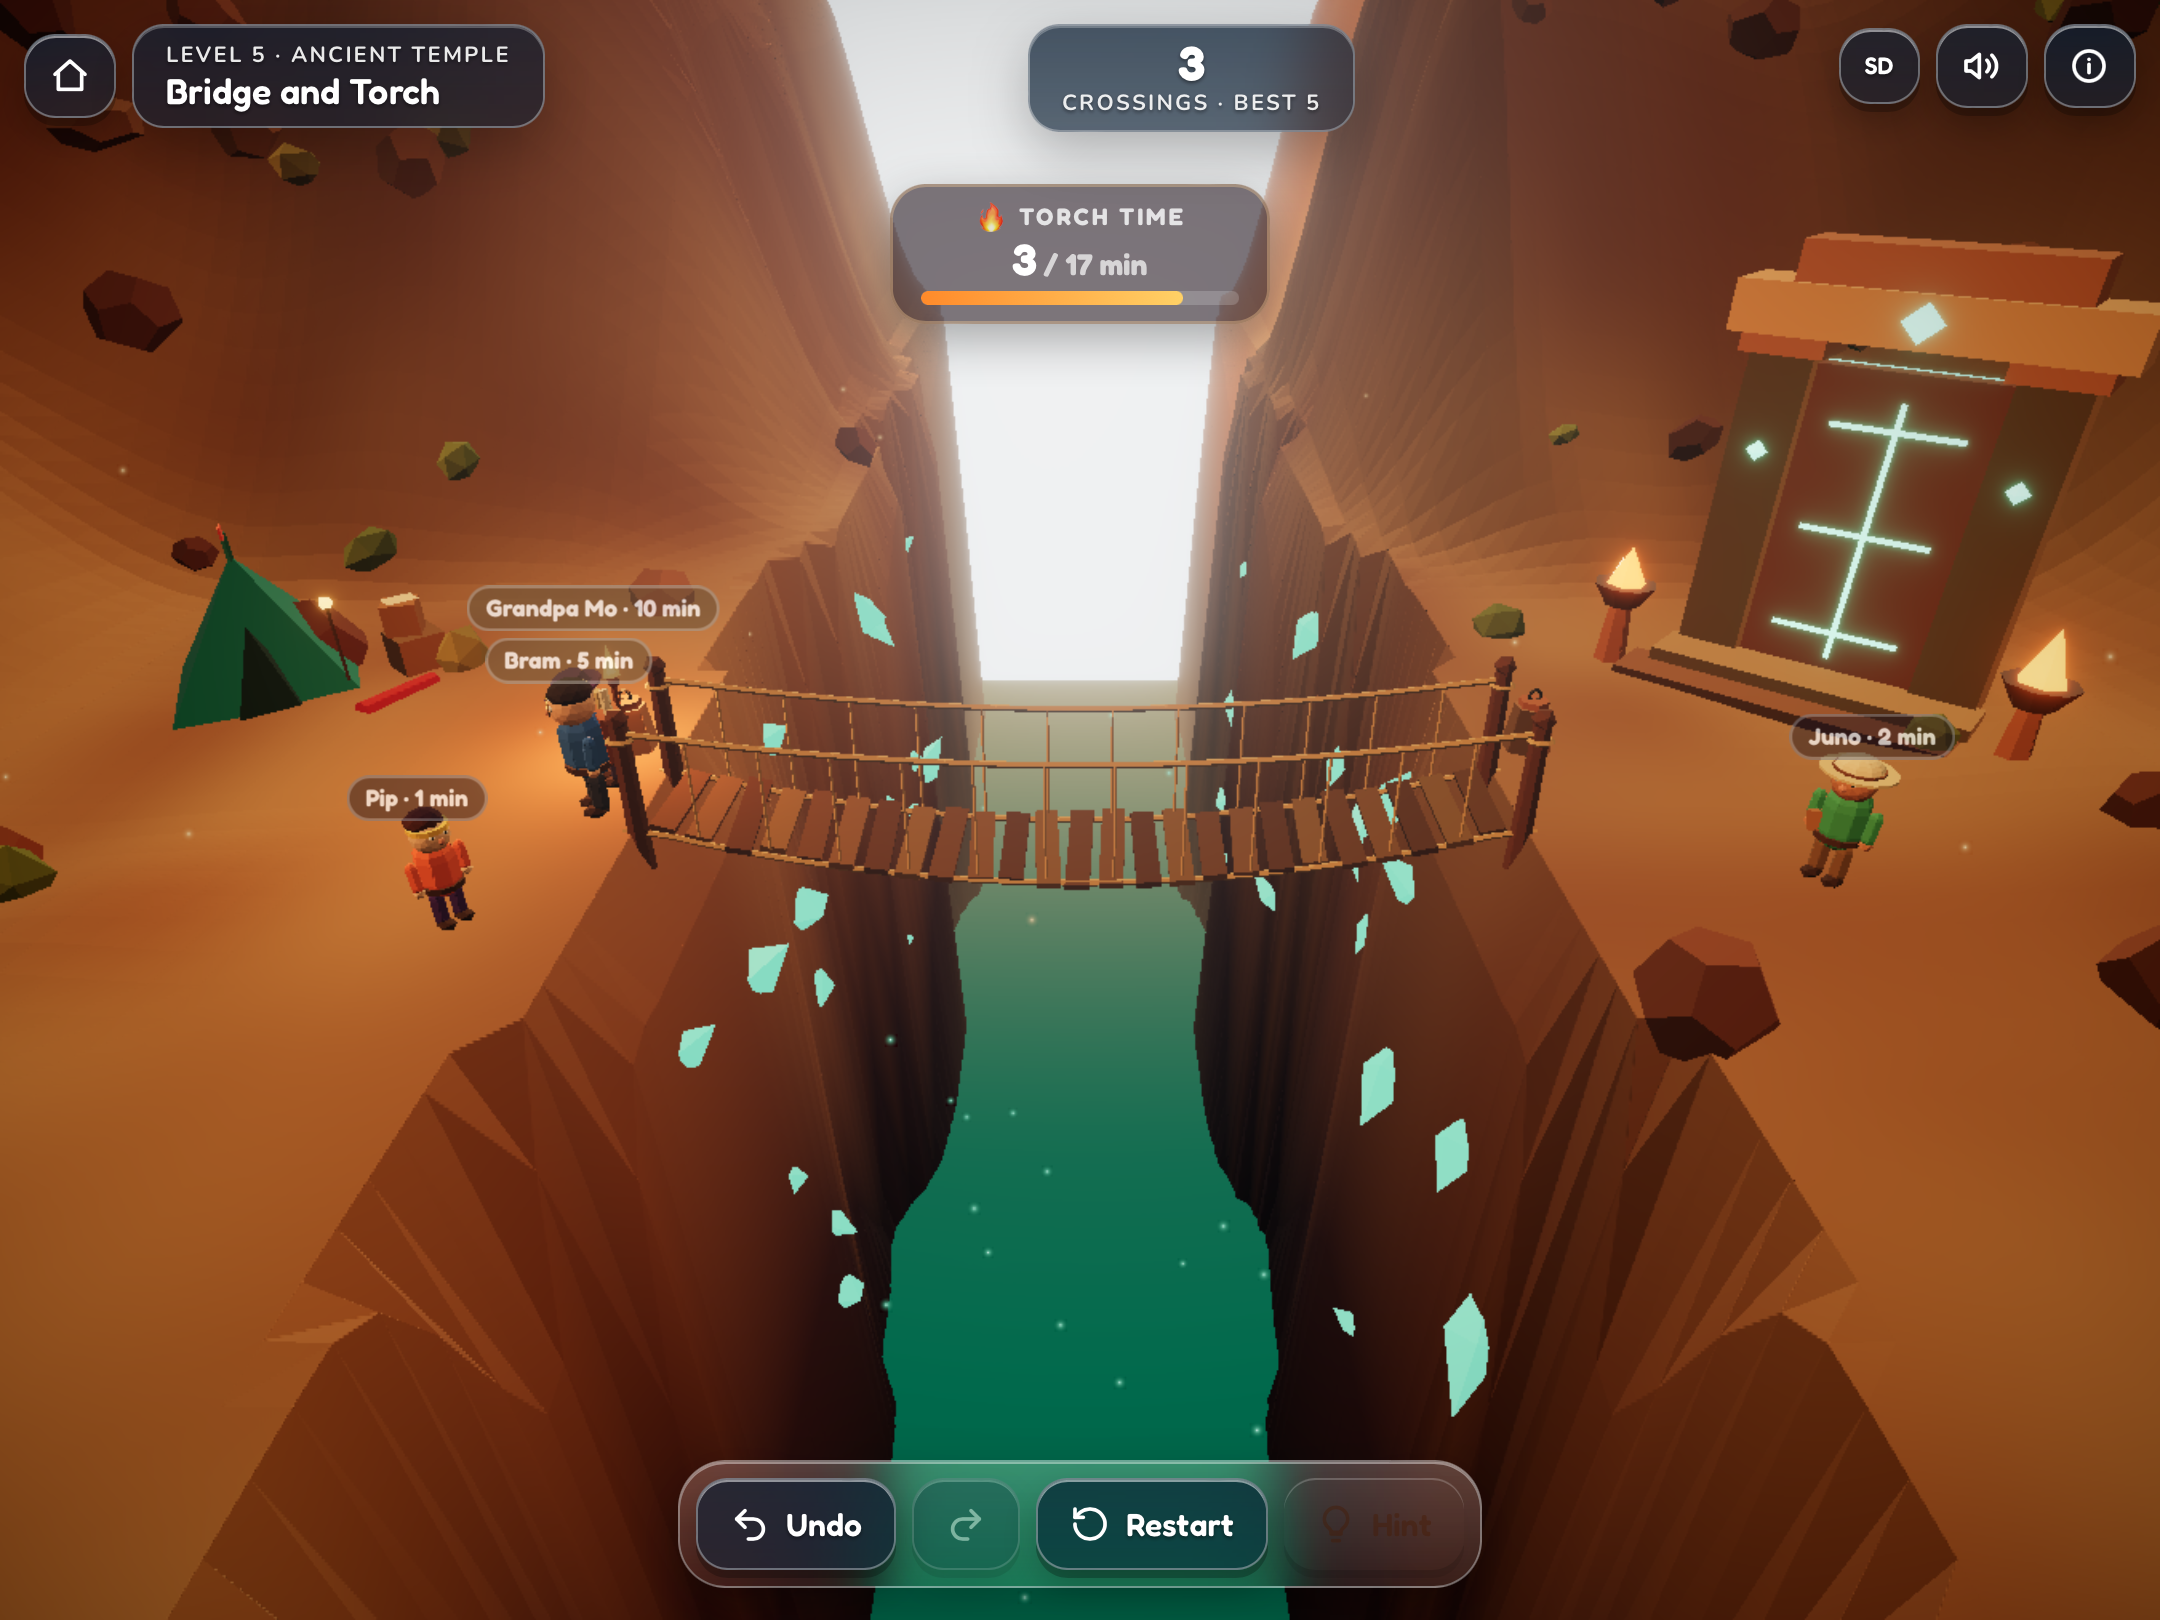 LEVEL 5 · ANCIENT TEMPLE
Bridge and Torch
3
CROSSINGS · BEST 5
SD
🔥 TORCH TIME
3 / 17 min
Grandpa Mo · 10 min
Bram · 5 min
Pip · 1 min
Juno · 2 min
Undo
Restart
Hint